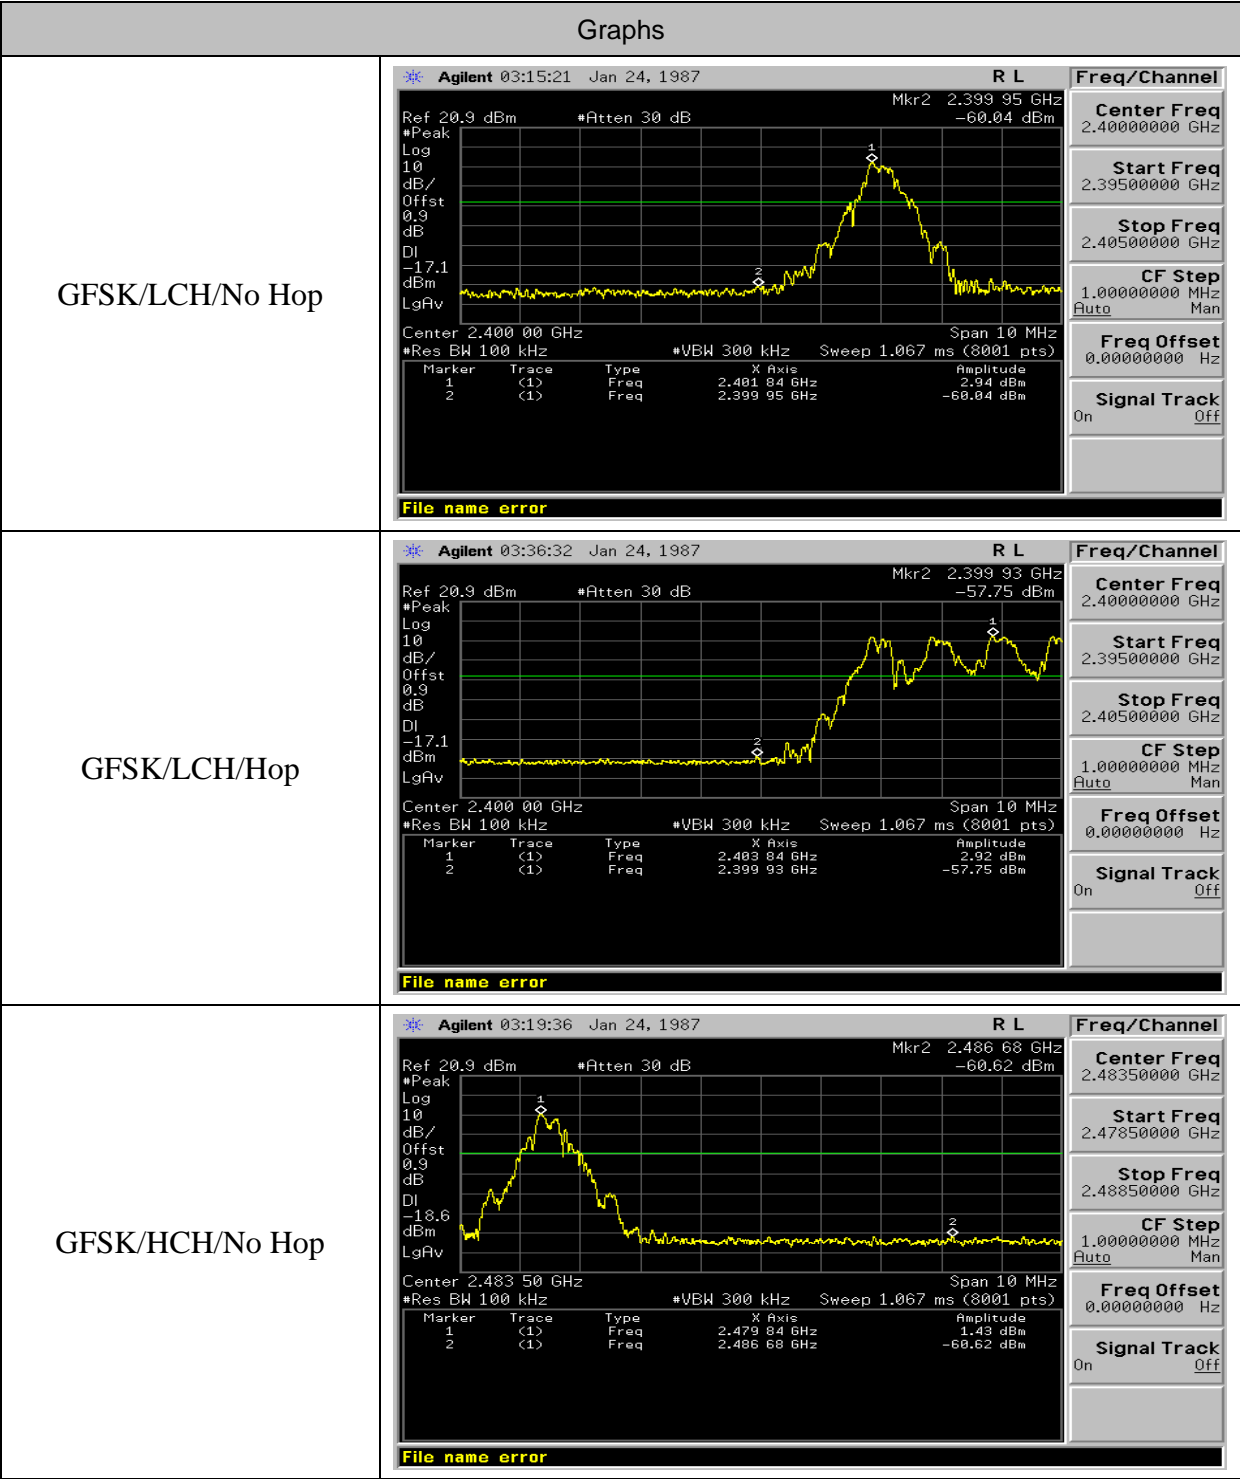 Graphs
GFSK/LCH/No Hop
Agilent 03:15:21 Jan 24, 1987 R L Freq/Channel
Mkr2 2.399 95 GHz
Ref 20.9 dBm #Atten 30 dB -60.04 dBm
#Peak
Log
10
dB/
Offst
0.9
dB
DI
-17.1
dBm
LgAv
1
2
Center 2.400 00 GHz Span 10 MHz
#Res BW 100 kHz #VBW 300 kHz Sweep 1.067 ms (8001 pts)
Marker Trace Type X Axis Amplitude
1 (1) Freq 2.401 84 GHz 2.94 dBm
2 (1) Freq 2.399 95 GHz -60.04 dBm
File name error
Center Freq
2.40000000 GHz
Start Freq
2.39500000 GHz
Stop Freq
2.40500000 GHz
CF Step
1.00000000 MHz
Auto Man
Freq Offset
0.00000000 Hz
Signal Track
On Off
GFSK/LCH/Hop
Agilent 03:36:32 Jan 24, 1987 R L Freq/Channel
Mkr2 2.399 93 GHz
Ref 20.9 dBm #Atten 30 dB -57.75 dBm
#Peak
Log
10
dB/
Offst
0.9
dB
DI
-17.1
dBm
LgAv
1
2
Center 2.400 00 GHz Span 10 MHz
#Res BW 100 kHz #VBW 300 kHz Sweep 1.067 ms (8001 pts)
Marker Trace Type X Axis Amplitude
1 (1) Freq 2.403 84 GHz 2.92 dBm
2 (1) Freq 2.399 93 GHz -57.75 dBm
File name error
Center Freq
2.40000000 GHz
Start Freq
2.39500000 GHz
Stop Freq
2.40500000 GHz
CF Step
1.00000000 MHz
Auto Man
Freq Offset
0.00000000 Hz
Signal Track
On Off
GFSK/HCH/No Hop
Agilent 03:19:36 Jan 24, 1987 R L Freq/Channel
Mkr2 2.486 68 GHz
Ref 20.9 dBm #Atten 30 dB -60.62 dBm
#Peak
Log
10
dB/
Offst
0.9
dB
DI
-18.6
dBm
LgAv
1
2
Center 2.483 50 GHz Span 10 MHz
#Res BW 100 kHz #VBW 300 kHz Sweep 1.067 ms (8001 pts)
Marker Trace Type X Axis Amplitude
1 (1) Freq 2.479 84 GHz 1.43 dBm
2 (1) Freq 2.486 68 GHz -60.62 dBm
File name error
Center Freq
2.48350000 GHz
Start Freq
2.47850000 GHz
Stop Freq
2.48850000 GHz
CF Step
1.00000000 MHz
Auto Man
Freq Offset
0.00000000 Hz
Signal Track
On Off